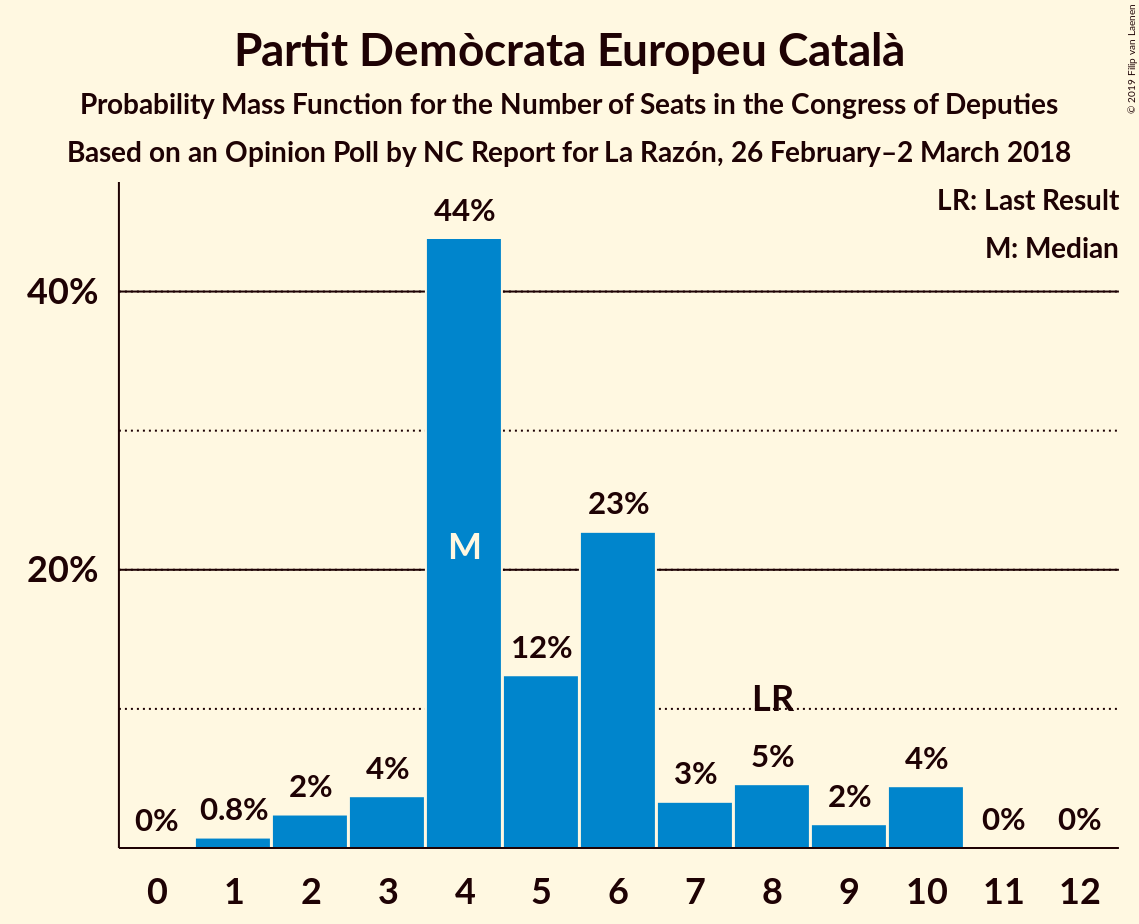 Partit Demòcrata Europeu Català
Probability Mass Function for the Number of Seats in the Congress of Deputies
Based on an Opinion Poll by NC Report for La Razón, 26 February–2 March 2018
© 2019 Filip van Laenen
LR: Last Result
M: Median
40%
20%
0%
0.8%
2%
4%
44%
M
12%
23%
3%
LR
5%
2%
4%
0%
0%
0 1 2 3 4 5 6 7 8 9 10 11 12